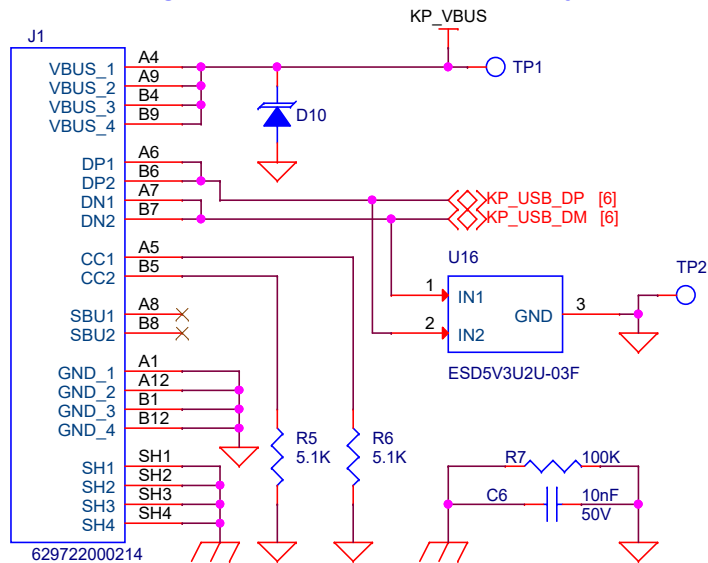 KP_VBUS
J1
VBUS_1 A4
TP1
VBUS_2 A9
VBUS_3 B4
D10
VBUS_4 B9
DP1 A6
DP2 B6
DN1 A7
KP_USB_DP [6]
DN2 B7
KP_USB_DM [6]
CC1 A5
U16
CC2 B5
TP2
1 IN1
SBU1 A8
GND 3
SBU2 B8
2 IN2
GND_1 A1
ESD5V3U2U-03F
GND_2 A12
GND_3 B1
GND_4 B12
R5
5.1K
R6
5.1K
R7 100K
SH1 SH1
SH2 SH2
C6 10nF
50V
SH3 SH3
SH4 SH4
629722000214